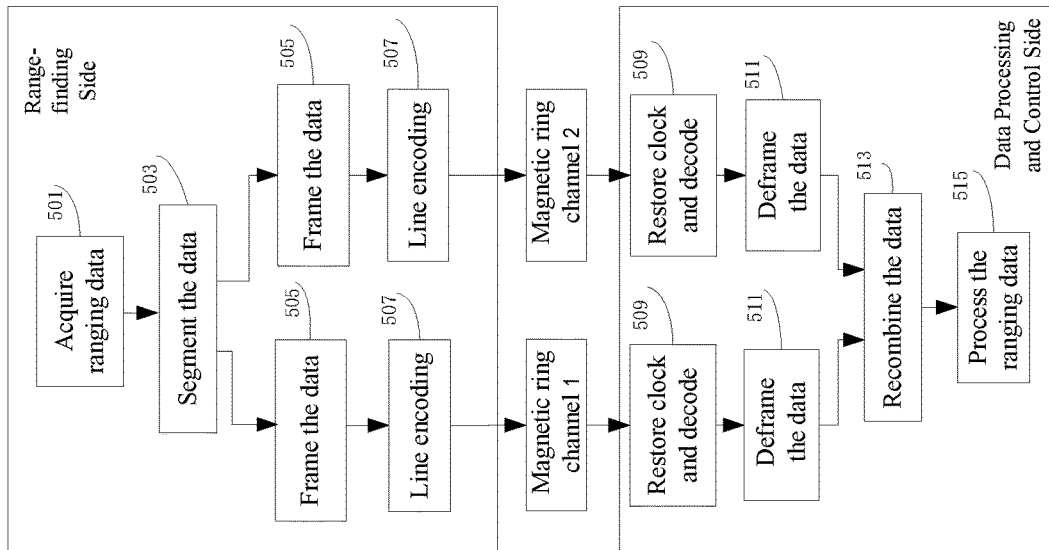 Range-
finding
Side
501
Acquire
ranging data
503
Segment the data
505
Frame the data
505
Frame the data
507
Line encoding
507
Line encoding
Magnetic ring
channel 1
Magnetic ring
channel 2
509
Restore clock
and decode
509
Restore clock
and decode
511
Deframe
the data
511
Deframe
the data
513
Recombine the data
515
Process the
ranging data
Data Processing
and Control Side